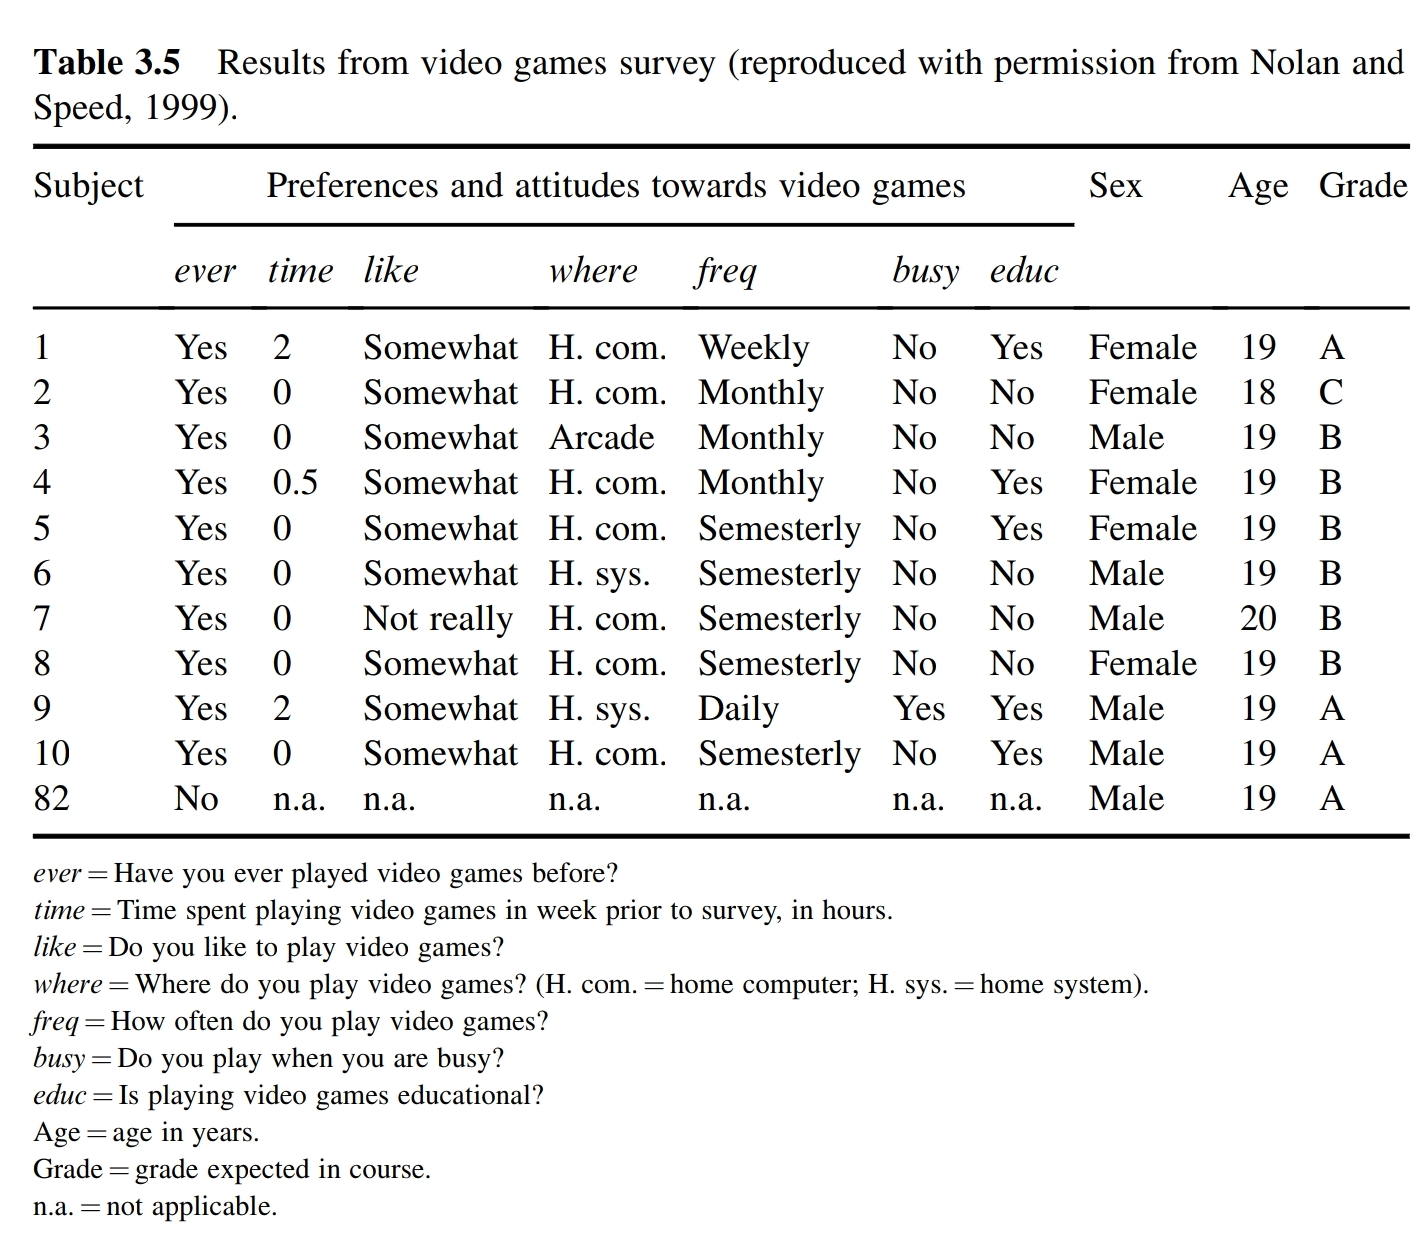 Table 3.5 Results from video games survey (reproduced with permission from Nolan and
Speed, 1999).
Subject Preferences and attitudes towards video games Sex Age Grade
ever time like where freq busy educ
1 Yes 2 Somewhat H. com. Weekly No Yes Female 19 A
2 Yes 0 Somewhat H. com. Monthly No No Female 18 C
3 Yes 0 Somewhat Arcade Monthly No No Male 19 B
4 Yes 0.5 Somewhat H. com. Monthly No Yes Female 19 B
5 Yes 0 Somewhat H. com. Semesterly No Yes Female 19 B
6 Yes 0 Somewhat H. sys. Semesterly No No Male 19 B
7 Yes 0 Not really H. com. Semesterly No No Male 20 B
8 Yes 0 Somewhat H. com. Semesterly No No Female 19 B
9 Yes 2 Somewhat H. sys. Daily Yes Yes Male 19 A
10 Yes 0 Somewhat H. com. Semesterly No Yes Male 19 A
82 No n.a. n.a. n.a. n.a. n.a. n.a. Male 19 A
ever = Have you ever played video games before?
time = Time spent playing video games in week prior to survey, in hours.
like = Do you like to play video games?
where = Where do you play video games? (H. com. = home computer; H. sys. = home system).
freq = How often do you play video games?
busy = Do you play when you are busy?
educ = Is playing video games educational?
Age = age in years.
Grade = grade expected in course.
n.a. = not applicable.